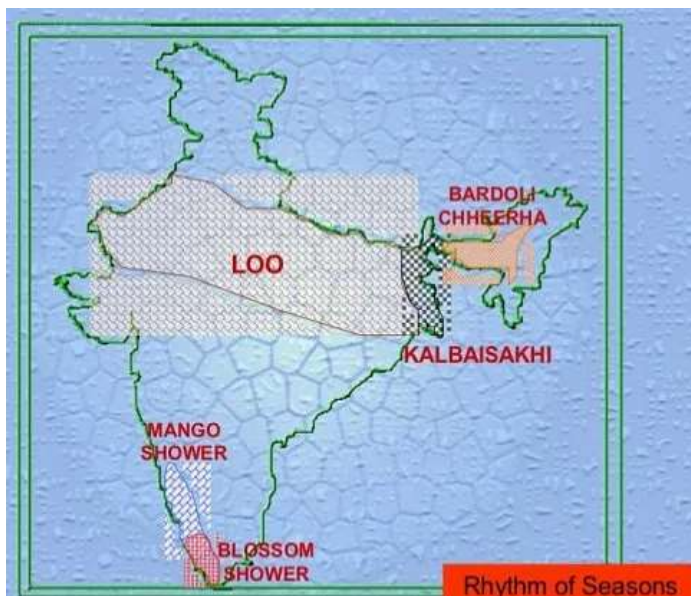 BARDOLI
CHHEERHA
LOO
KALBAISAKHI
MANGO
SHOWER
BLOSSOM
SHOWER
Rhythm of Seasons